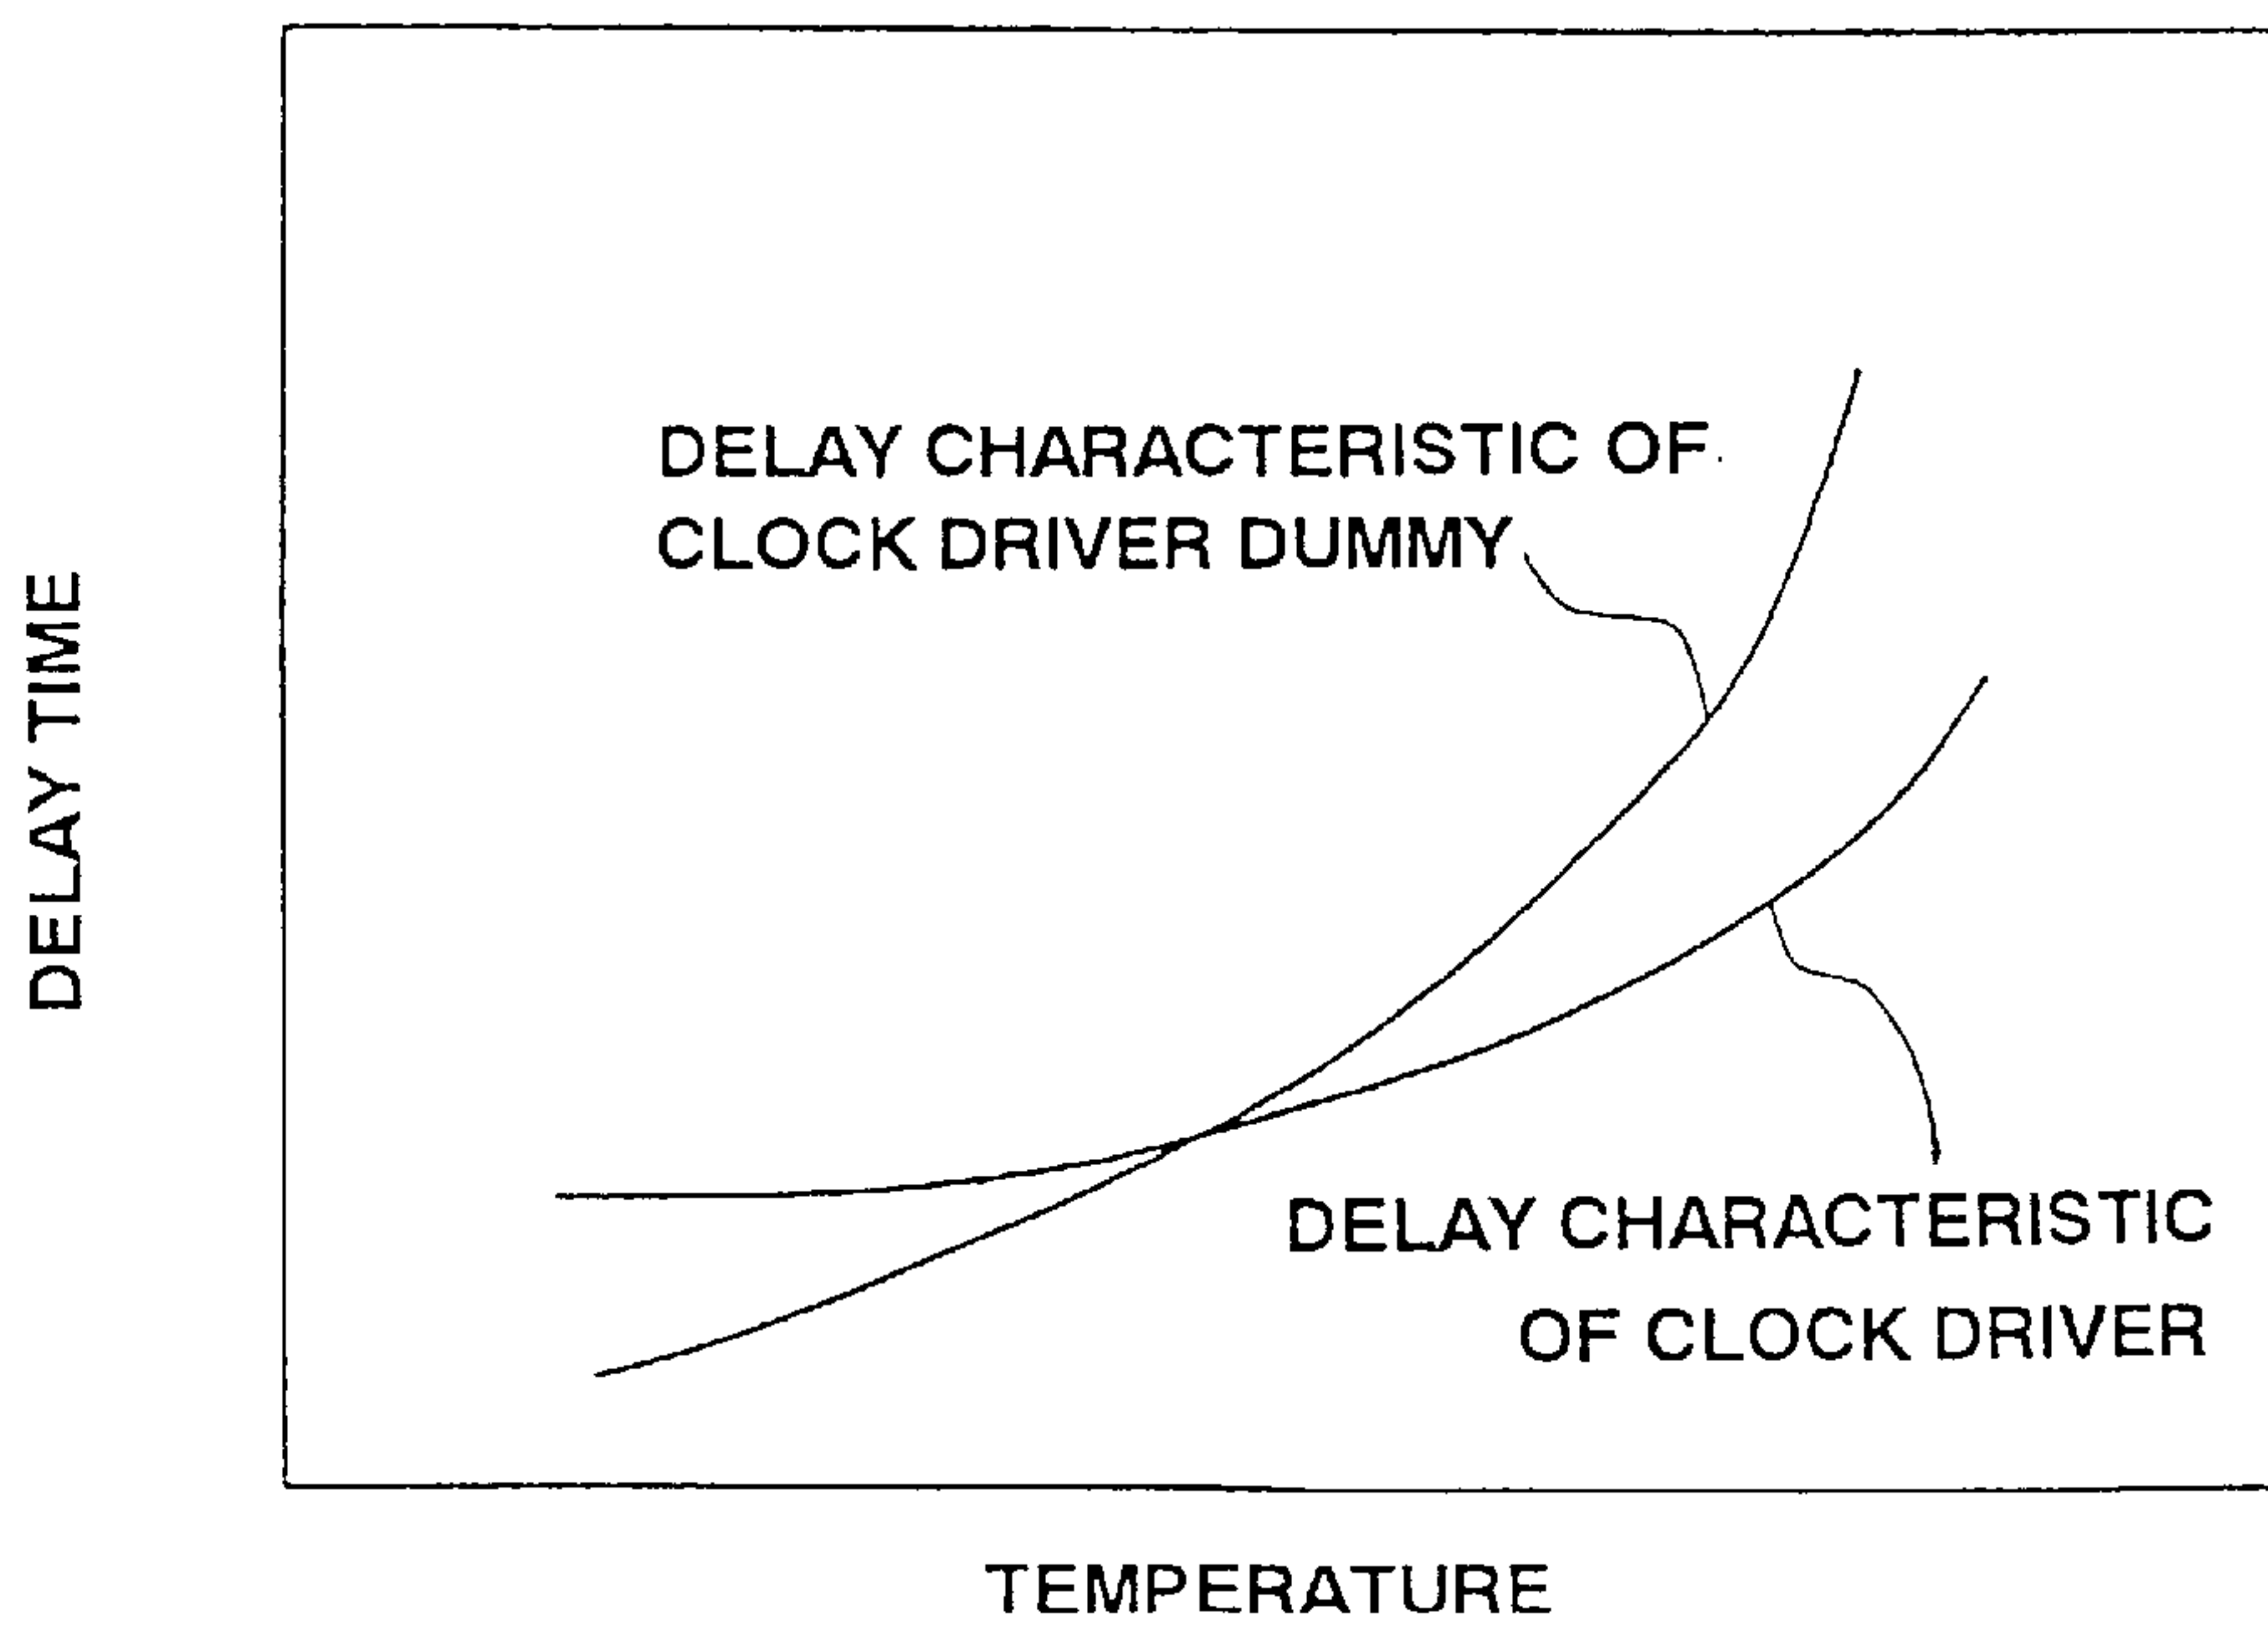 DELAY TIME
DELAY CHARACTERISTIC OF
CLOCK DRIVER DUMMY
DELAY CHARACTERISTIC
OF CLOCK DRIVER
TEMPERATURE